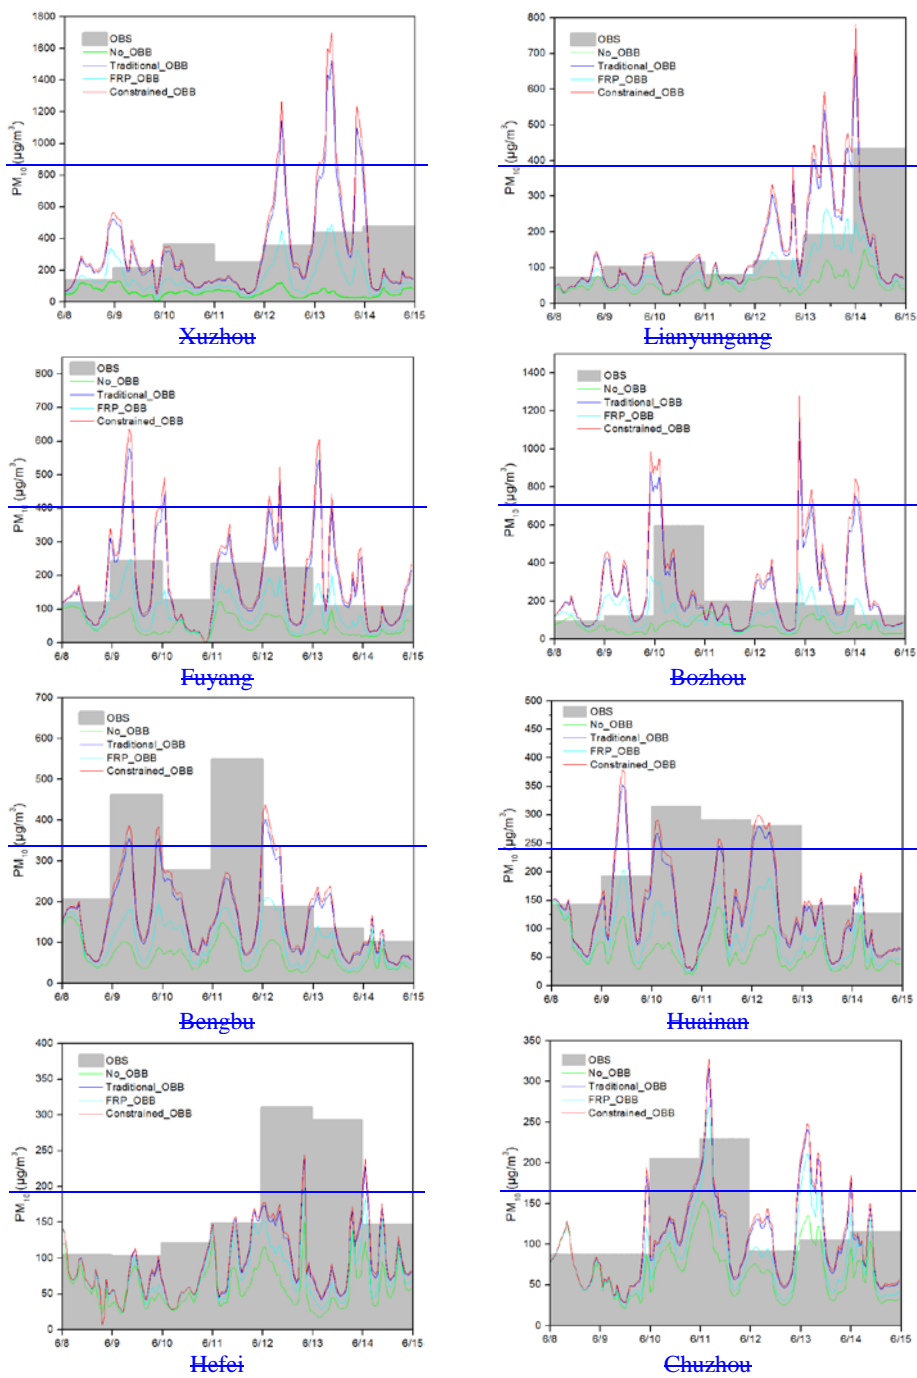 1800
1600
1400
1200
1000
800
600
400
200
0
PM10 (μg/m³)
OBS
No_OBB
Traditional_OBB
FRP_OBB
Constrained_OBB
6/8 6/9 6/10 6/11 6/12 6/13 6/14 6/15
Xuzhou
800
700
600
500
400
300
200
100
0
PM10 (μg/m³)
OBS
No_OBB
Traditional_OBB
FRP_OBB
Constrained_OBB
6/8 6/9 6/10 6/11 6/12 6/13 6/14 6/15
Lianyungang
800
700
600
500
400
300
200
100
0
PM10 (μg/m³)
OBS
No_OBB
Traditional_OBB
FRP_OBB
Constrained_OBB
6/8 6/9 6/10 6/11 6/12 6/13 6/14 6/15
Fuyang
1400
1200
1000
800
600
400
200
0
PM10 (μg/m³)
OBS
No_OBB
Traditional_OBB
FRP_OBB
Constrained_OBB
6/8 6/9 6/10 6/11 6/12 6/13 6/14 6/15
Bozhou
700
600
500
400
300
200
100
0
PM10 (μg/m³)
OBS
No_OBB
Traditional_OBB
FRP_OBB
Constrained_OBB
6/8 6/9 6/10 6/11 6/12 6/13 6/14 6/15
Bengbu
500
450
400
350
300
250
200
150
100
50
0
PM10 (μg/m³)
OBS
No_OBB
Traditional_OBB
FRP_OBB
Constrained_OBB
6/8 6/9 6/10 6/11 6/12 6/13 6/14 6/15
Huainan
400
350
300
250
200
150
100
50
0
PM10 (μg/m³)
OBS
No_OBB
Traditional_OBB
FRP_OBB
Constrained_OBB
6/8 6/9 6/10 6/11 6/12 6/13 6/14 6/15
Hefei
350
300
250
200
150
100
50
0
PM10 (μg/m³)
OBS
No_OBB
Traditional_OBB
FRP_OBB
Constrained_OBB
6/8 6/9 6/10 6/11 6/12 6/13 6/14 6/15
Chuzhou